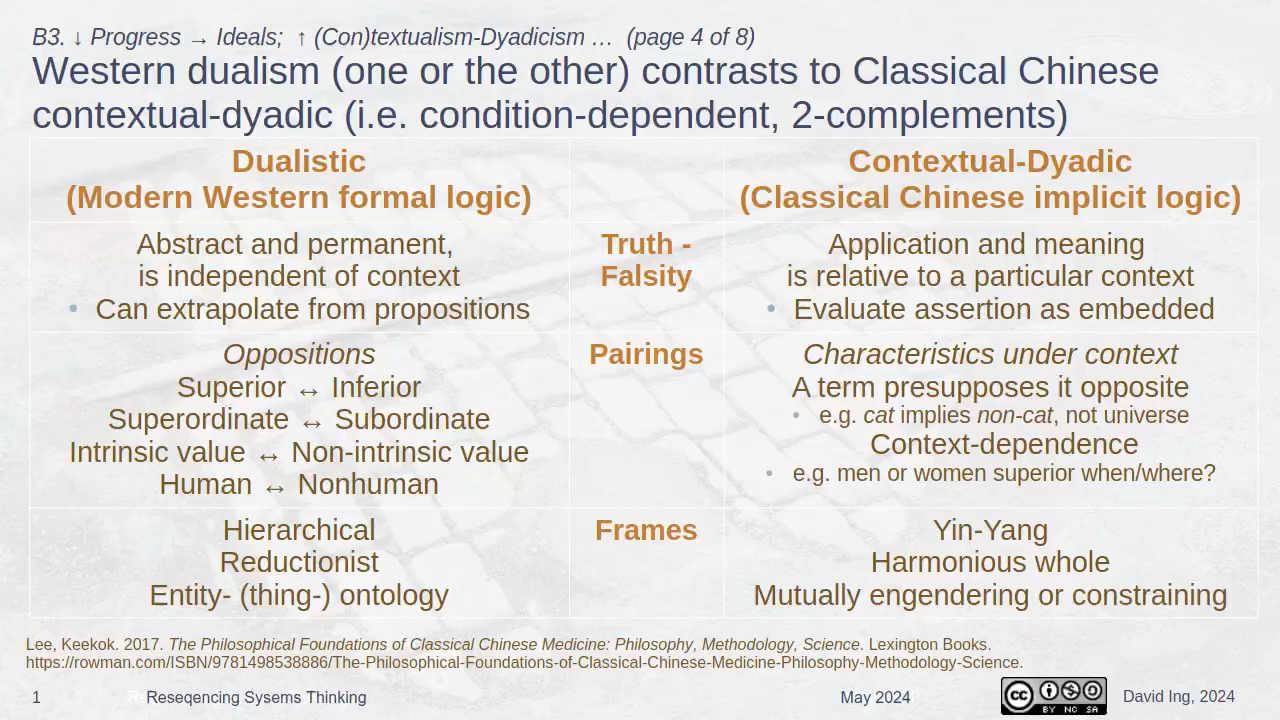 B3. ↓ Progress → Ideals;  ↑ (Con)textualism-Dyadicism …  (page 4 of 8)
Western dualism (one or the other) contrasts to Classical Chinese
contextual-dyadic (i.e. condition-dependent, 2-complements)
Dualistic
(Modern Western formal logic)
Contextual-Dyadic
(Classical Chinese implicit logic)
Abstract and permanent,
is independent of context
• Can extrapolate from propositions
Truth -
Falsity
Application and meaning
is relative to a particular context
• Evaluate assertion as embedded
Oppositions
Superior ↔ Inferior
Superordinate ↔ Subordinate
Intrinsic value ↔ Non-intrinsic value
Human ↔ Nonhuman
Pairings
Characteristics under context
A term presupposes it opposite
• e.g. cat implies non-cat, not universe
Context-dependence
• e.g. men or women superior when/where?
Hierarchical
Reductionist
Entity- (thing-) ontology
Frames
Yin-Yang
Harmonious whole
Mutually engendering or constraining
Lee, Keekok. 2017. The Philosophical Foundations of Classical Chinese Medicine: Philosophy, Methodology, Science. Lexington Books.
https://rowman.com/ISBN/9781498538886/The-Philosophical-Foundations-of-Classical-Chinese-Medicine-Philosophy-Methodology-Science.
1
Reseqencing Sysems Thinking
May 2024
cc
BY NC SA
David Ing, 2024